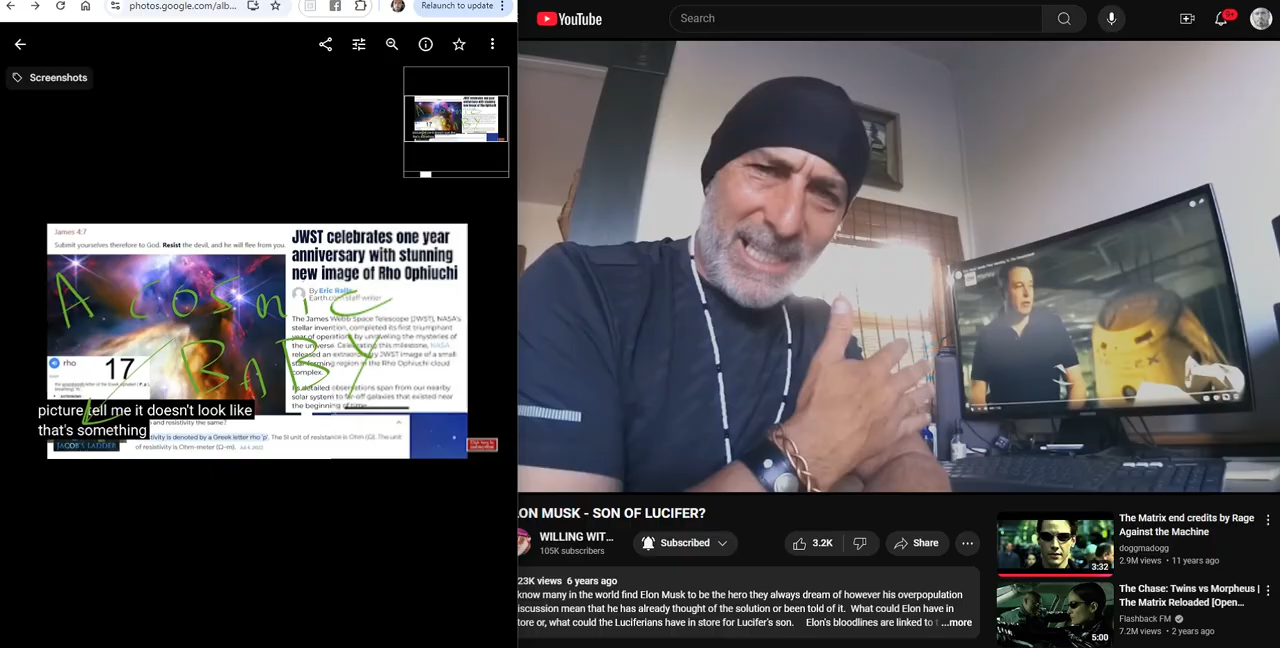 photos.google.com/alb...
Relaunch to update
Screenshots
James 4:7
Submit yourselves therefore to God. Resist the devil, and he will flee from you.
A COSMIC
BABY
rho
17
picture tell me it doesn't look like
that's something
JACOB'S LADDER
JWST celebrates one year
anniversary with stunning
new image of Rho Ophiuchi
By Eric Ralls
Earth.com staff writer
The James Webb Space Telescope (JWST), NASA's
stellar invention, completed its first triumphant
year of operations by unraveling the mysteries of
the universe. Celebrating this milestone, NASA
released an extraordinary JWST image of a small
star-forming region in the Rho Ophiuchi cloud
complex.
Its detailed observations span from our nearby
solar system to far-off galaxies that existed near
the beginning of time.
and resistivity the same?
ivity is denoted by a Greek letter rho 'ρ'. The SI unit of resistance is Ohm (Ω). The unit
of resistivity is Ohm-meter (Ω-m). Jul 4, 2022
YouTube
Search
9+
LON MUSK - SON OF LUCIFER?
WILLING WIT...
105K subscribers
Subscribed
3.2K
Share
23K views 6 years ago
know many in the world find Elon Musk to be the hero they always dream of however his overpopulation
iscussion mean that he has already thought of the solution or been told of it. What could Elon have in
tore or, what could the Luciferians have in store for Lucifer's son. Elon's bloodlines are linked to t ...more
The Matrix end credits by Rage
Against the Machine
doggmadogg
2.9M views • 11 years ago
3:32
The Chase: Twins vs Morpheus |
The Matrix Reloaded [Open...
Flashback FM
7.2M views • 2 years ago
5:00